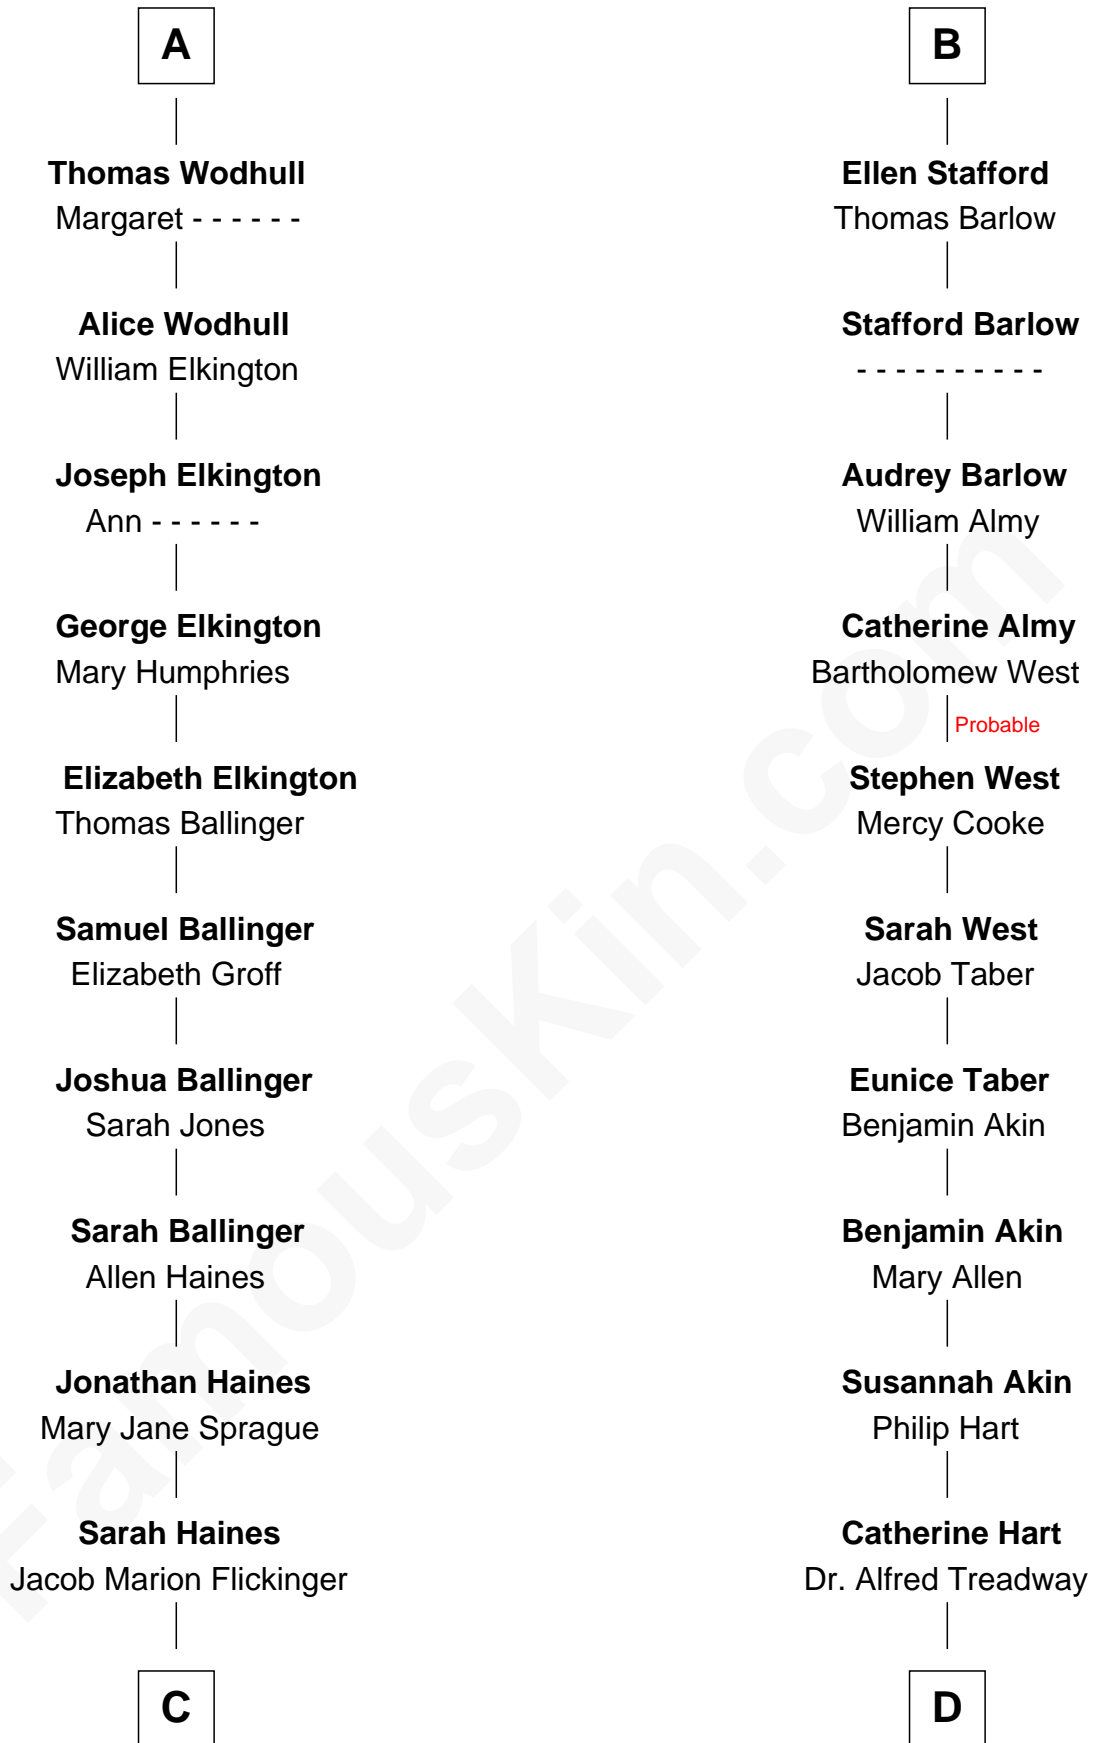 A
Thomas Wodhull
Margaret - - - - - -
Alice Wodhull
William Elkington
Joseph Elkington
Ann - - - - - -
George Elkington
Mary Humphries
Elizabeth Elkington
Thomas Ballinger
Samuel Ballinger
Elizabeth Groff
Joshua Ballinger
Sarah Jones
Sarah Ballinger
Allen Haines
Jonathan Haines
Mary Jane Sprague
Sarah Haines
Jacob Marion Flickinger
C
B
Ellen Stafford
Thomas Barlow
Stafford Barlow
- - - - - - - - - -
Audrey Barlow
William Almy
Catherine Almy
Bartholomew West
Probable
Stephen West
Mercy Cooke
Sarah West
Jacob Taber
Eunice Taber
Benjamin Akin
Benjamin Akin
Mary Allen
Susannah Akin
Philip Hart
Catherine Hart
Dr. Alfred Treadway
D
FamousKin.com